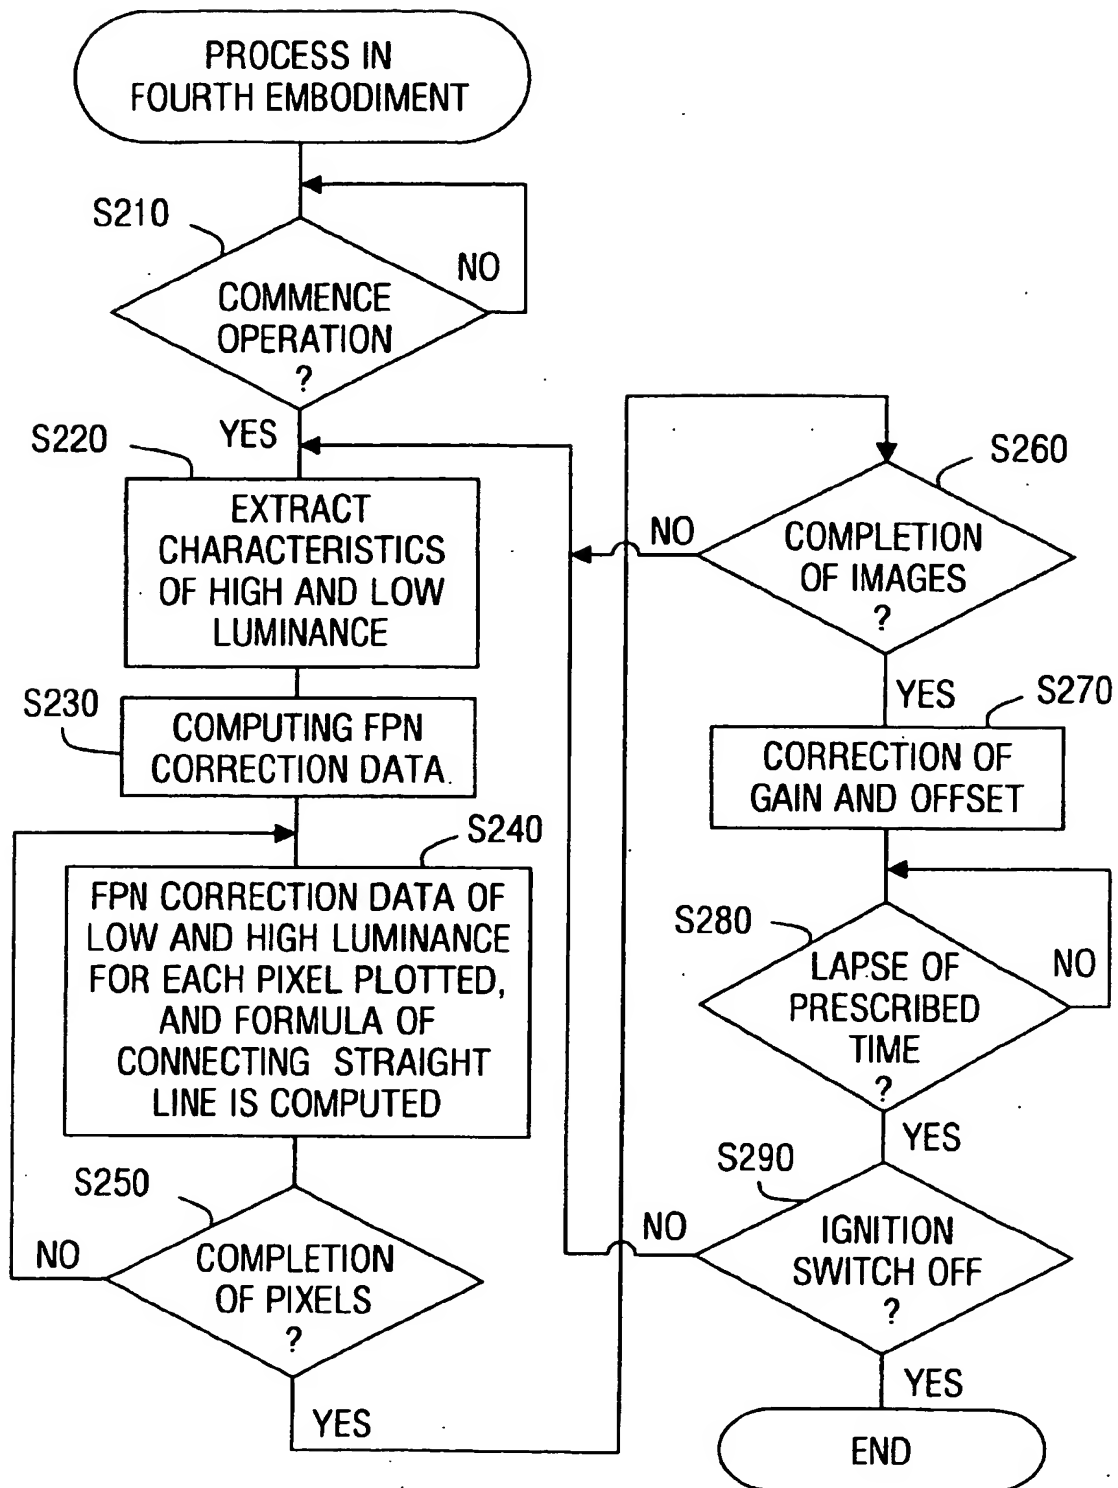 PROCESS IN
FOURTH EMBODIMENT
S210
NO
COMMENCE
OPERATION
?
YES
S220
EXTRACT
CHARACTERISTICS
OF HIGH AND LOW
LUMINANCE
S230
COMPUTING FPN
CORRECTION DATA
S240
FPN CORRECTION DATA OF
LOW AND HIGH LUMINANCE
FOR EACH PIXEL PLOTTED,
AND FORMULA OF
CONNECTING STRAIGHT
LINE IS COMPUTED
S250
NO
COMPLETION
OF PIXELS
?
YES
S260
NO
COMPLETION
OF IMAGES
?
YES
S270
CORRECTION OF
GAIN AND OFFSET
S280
NO
LAPSE OF
PRESCRIBED
TIME
?
YES
S290
NO
IGNITION
SWITCH OFF
?
YES
END